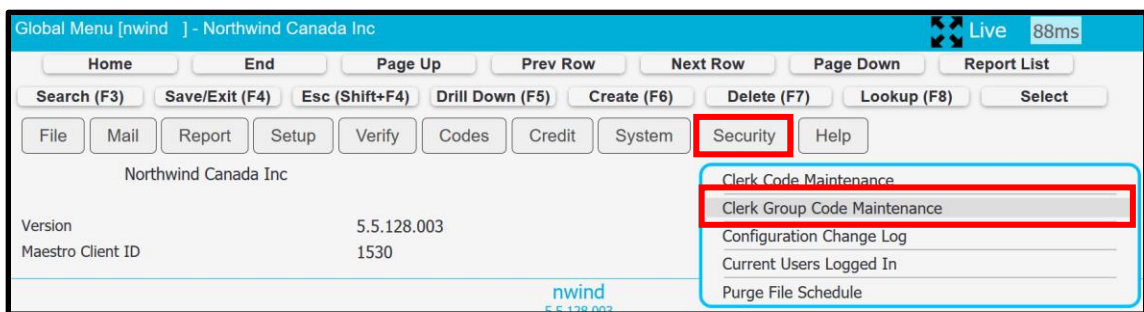 Global Menu [nwind ] - Northwind Canada Inc Live 88ms
Home End Page Up Prev Row Next Row Page Down Report List
Search (F3) Save/Exit (F4) Esc (Shift+F4) Drill Down (F5) Create (F6) Delete (F7) Lookup (F8) Select
File Mail Report Setup Verify Codes Credit System Security Help
Northwind Canada Inc
Clerk Code Maintenance
Clerk Group Code Maintenance
Version 5.5.128.003
Configuration Change Log
Maestro Client ID 1530
Current Users Logged In
nwind
Purge File Schedule
5.5.128.003